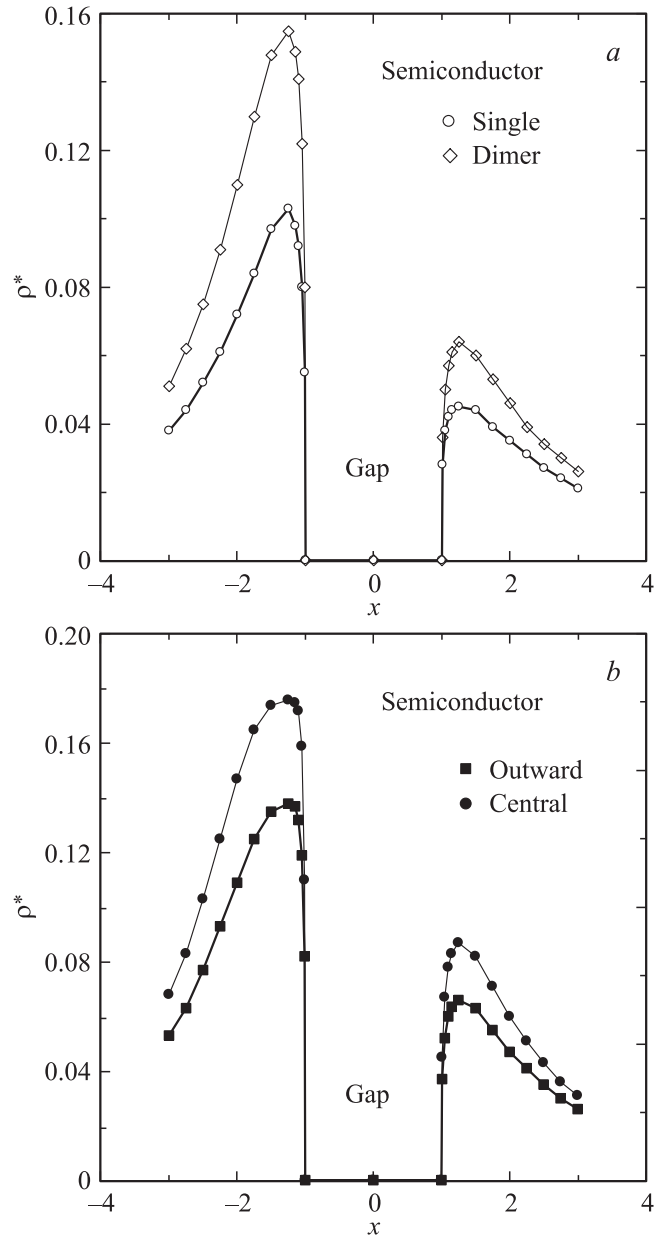 0.16
a
Semiconductor
Single
Dimer
0.12
ρ*
0.08
0.04
Gap
0
–4 –2 0 2 4
x
0.20
b
Semiconductor
0.16
Outward
Central
0.12
ρ*
0.08
0.04
Gap
0
–4 –2 0 2 4
x